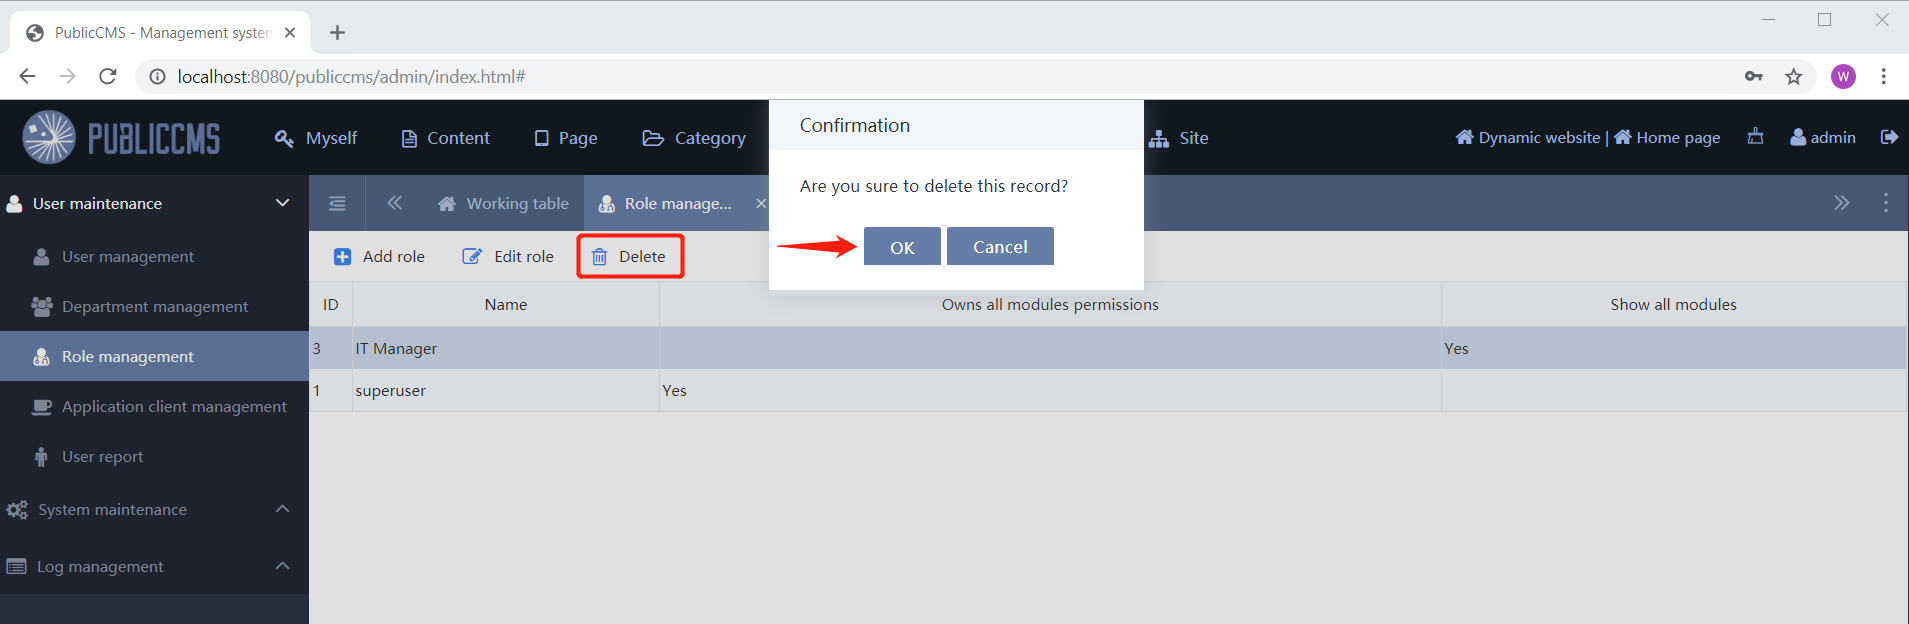 PublicCMS - Management system
localhost:8080/publiccms/admin/index.html#
W
PUBLICCMS
Myself
Content
Page
Category
Site
Dynamic website | Home page
admin
Confirmation
Are you sure to delete this record?
OK
Cancel
User maintenance
User management
Department management
Role management
Application client management
User report
System maintenance
Log management
Working table
Role manage...
Add role
Edit role
Delete
ID Name Owns all modules permissions Show all modules
3 IT Manager Yes
1 superuser Yes